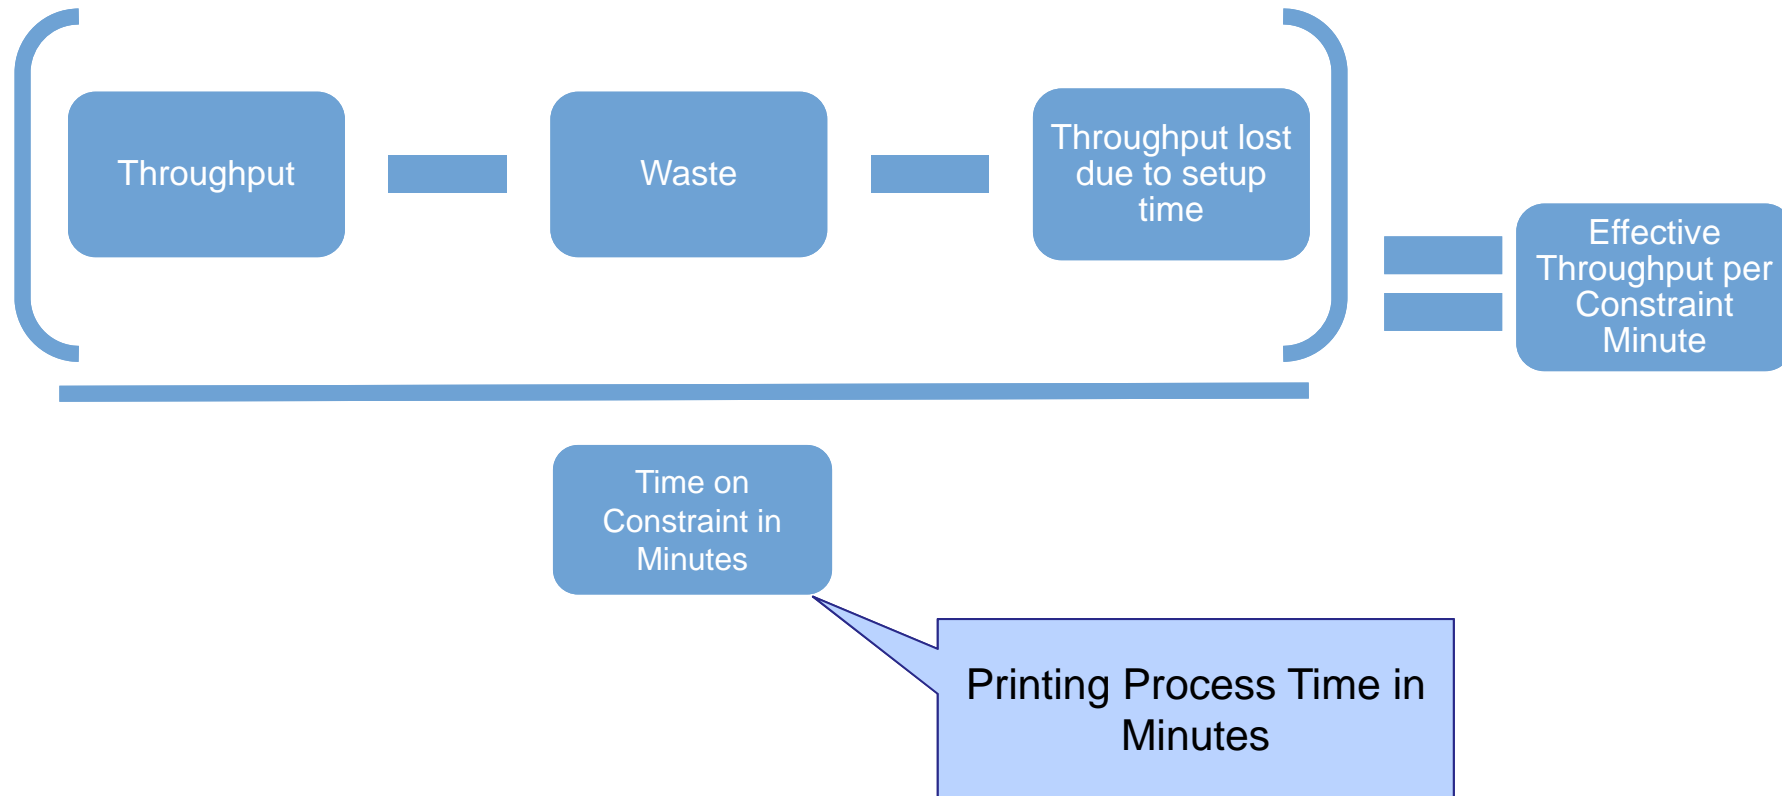 Throughput
Waste
Throughput lost
due to setup
time
Effective
Throughput per
Constraint
Minute
Time on
Constraint in
Minutes
Printing Process Time in
Minutes